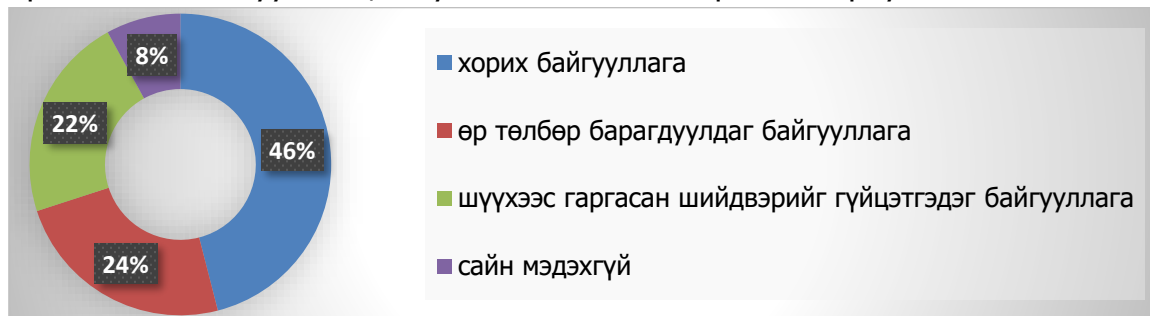 8%
22%
46%
24%
хорих байгууллага
өр төлбөр барагдуулдаг байгууллага
шүүхээс гаргасан шийдвэрийг гүйцэтгэдэг байгууллага
сайн мэдэхгүй